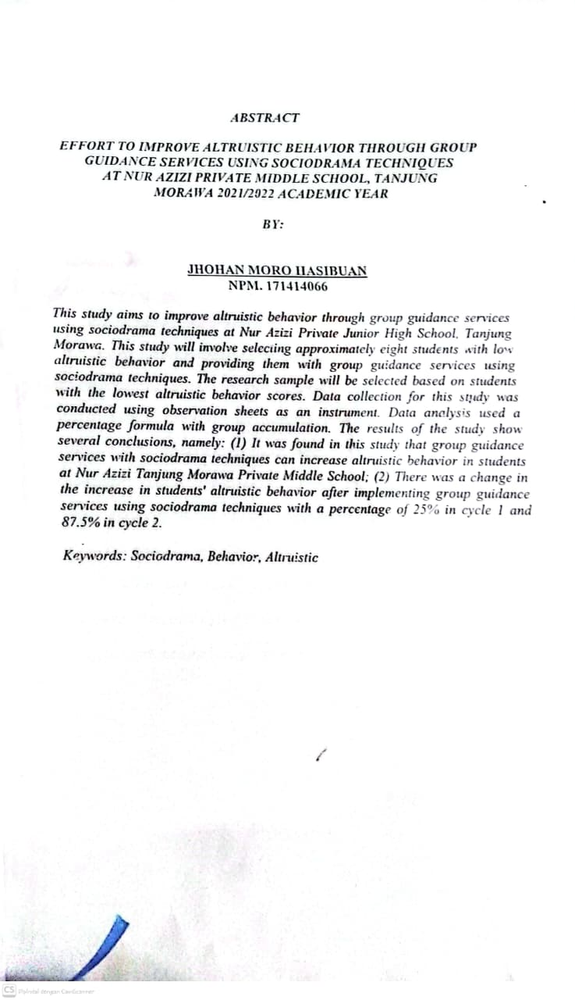 ABSTRACT
EFFORT TO IMPROVE ALTRUISTIC BEHAVIOR THROUGH GROUP
GUIDANCE SERVICES USING SOCIODRAMA TECHNIQUES
AT NUR AZIZI PRIVATE MIDDLE SCHOOL, TANJUNG
MORAWA 2021/2022 ACADEMIC YEAR
BY:
JHOHAN MORO HASIBUAN
NPM. 171414066
This study aims to improve altruistic behavior through group guidance services
using sociodrama techniques at Nur Azizi Private Junior High School, Tanjung
Morawa. This study will involve selecting approximately eight students with low
altruistic behavior and providing them with group guidance services using
sociodrama techniques. The research sample will be selected based on students
with the lowest altruistic behavior scores. Data collection for this study was
conducted using observation sheets as an instrument. Data analysis used a
percentage formula with group accumulation. The results of the study show
several conclusions, namely: (1) It was found in this study that group guidance
services with sociodrama techniques can increase altruistic behavior in students
at Nur Azizi Tanjung Morawa Private Middle School; (2) There was a change in
the increase in students' altruistic behavior after implementing group guidance
services using sociodrama techniques with a percentage of 25% in cycle 1 and
87.5% in cycle 2.
Keywords: Sociodrama, Behavior, Altruistic
CS Dipindai dengan CamScanner